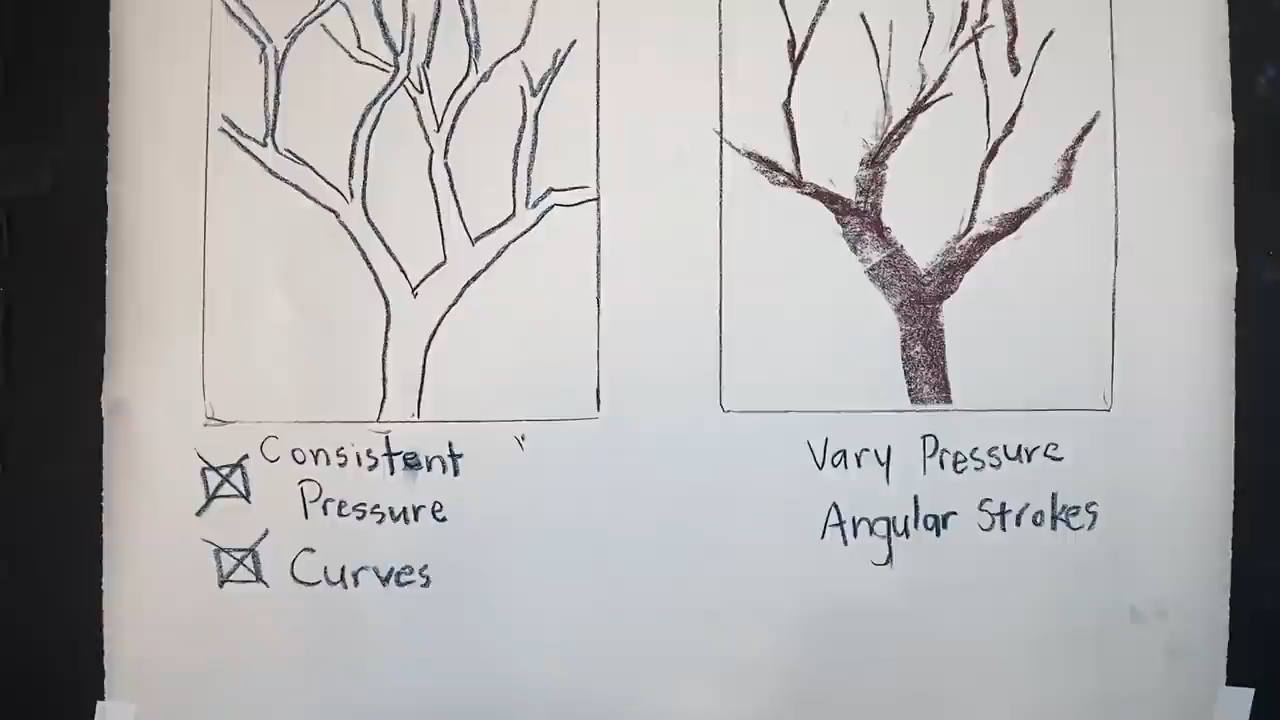 Consistent
Pressure
Curves
Vary Pressure
Angular Strokes